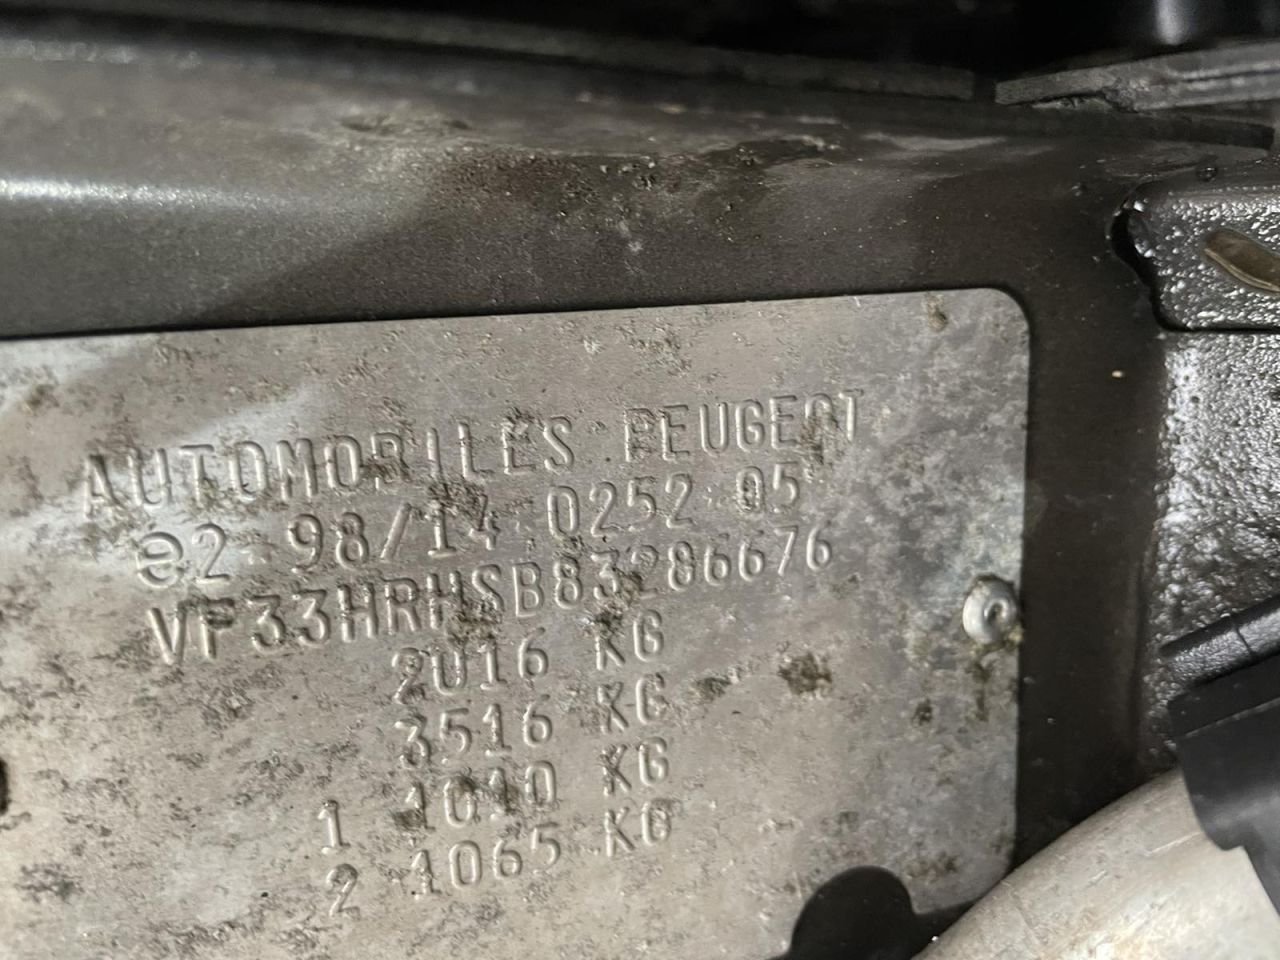 AUTOMOBILES PEUGEOT
e2 98/14 0252 05
VF33HRHSB83286676
2016 KG
3516 KG
1 1010 KG
2 1065 KG